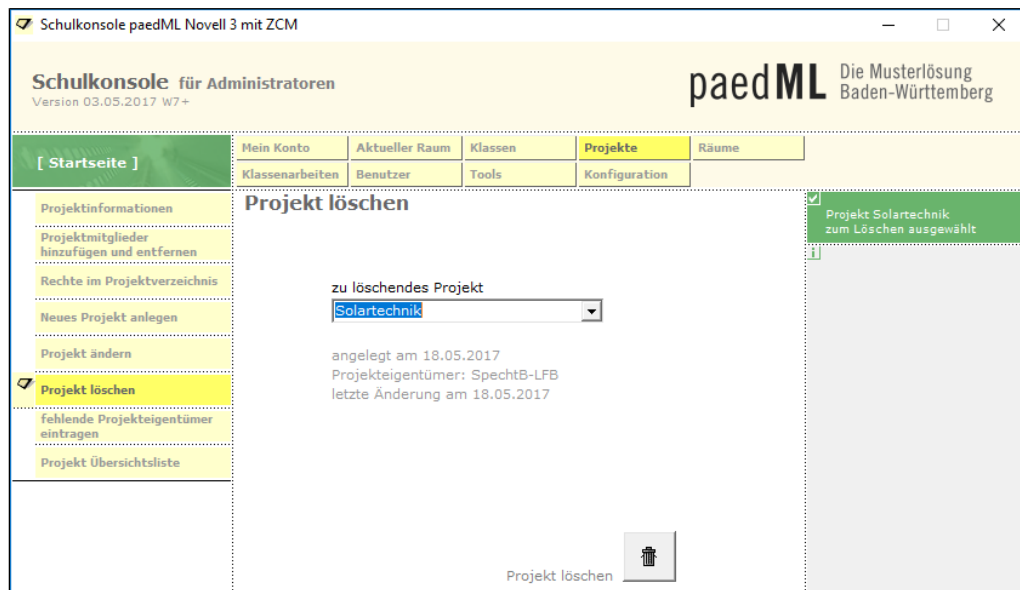 Schulkonsole paedML Novell 3 mit ZCM
Schulkonsole für Administratoren
Version 03.05.2017 W7+
paedML Die Musterlösung
Baden-Württemberg
[ Startseite ]
Mein Konto
Aktueller Raum
Klassen
Projekte
Räume
Klassenarbeiten
Benutzer
Tools
Konfiguration
Projektinformationen
Projektmitglieder
hinzufügen und entfernen
Rechte im Projektverzeichnis
Neues Projekt anlegen
Projekt ändern
Projekt löschen
fehlende Projekteigentümer
eintragen
Projekt Übersichtsliste
Projekt löschen
zu löschendes Projekt
Solartechnik
angelegt am 18.05.2017
Projekteigentümer: SpechtB-LFB
letzte Änderung am 18.05.2017
Projekt löschen
Projekt Solartechnik
zum Löschen ausgewählt
i